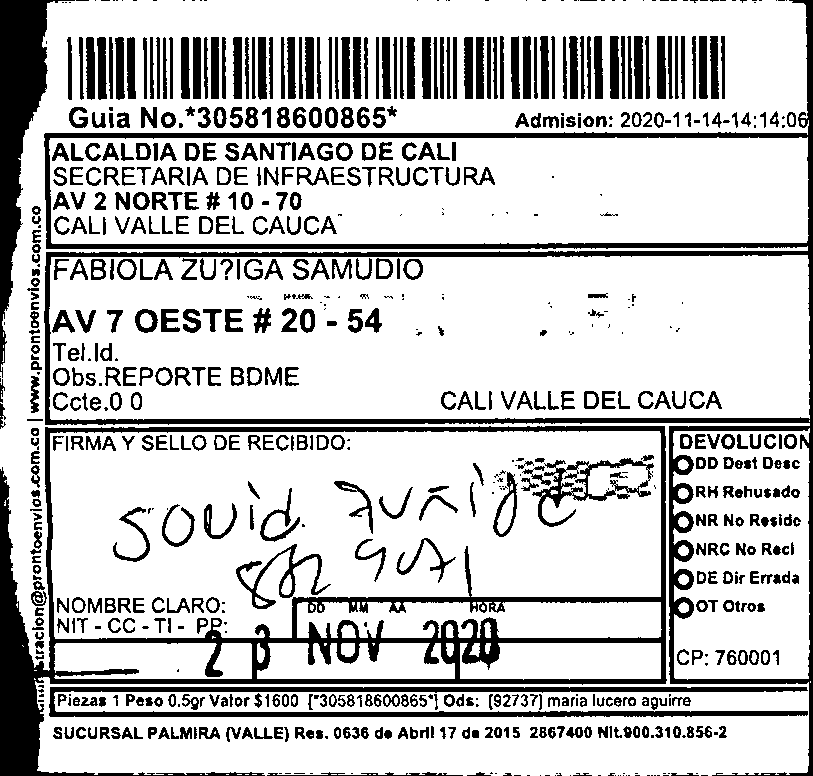 Guia No.*305818600865*
Admision: 2020-11-14-14:14:06
ALCALDIA DE SANTIAGO DE CALI
SECRETARIA DE INFRAESTRUCTURA
AV 2 NORTE # 10 - 70
CALI VALLE DEL CAUCA
FABIOLA ZU?IGA SAMUDIO
AV 7 OESTE # 20 - 54
Tel.Id.
Obs.REPORTE BDME
Ccte.0 0
CALI VALLE DEL CAUCA
www.prontoenvios.com.co
stracion@prontoenvios.com.co
FIRMA Y SELLO DE RECIBIDO:
zuñiga
NOMBRE CLARO:
NIT - CC - TI - PP:
DD MM AA HORA
23 NOV 2020
DEVOLUCION
DD Dest Desc
RH Rehusado
NR No Reside
NRC No Reci
DE Dir Errada
OT Otros
CP: 760001
Piezas 1 Peso 0.5gr Valor $1600 [*305818600865*] Ods: [92737] maria lucero aguirre
SUCURSAL PALMIRA (VALLE) Res. 0636 de Abril 17 de 2015 2867400 Nit.900.310.856-2